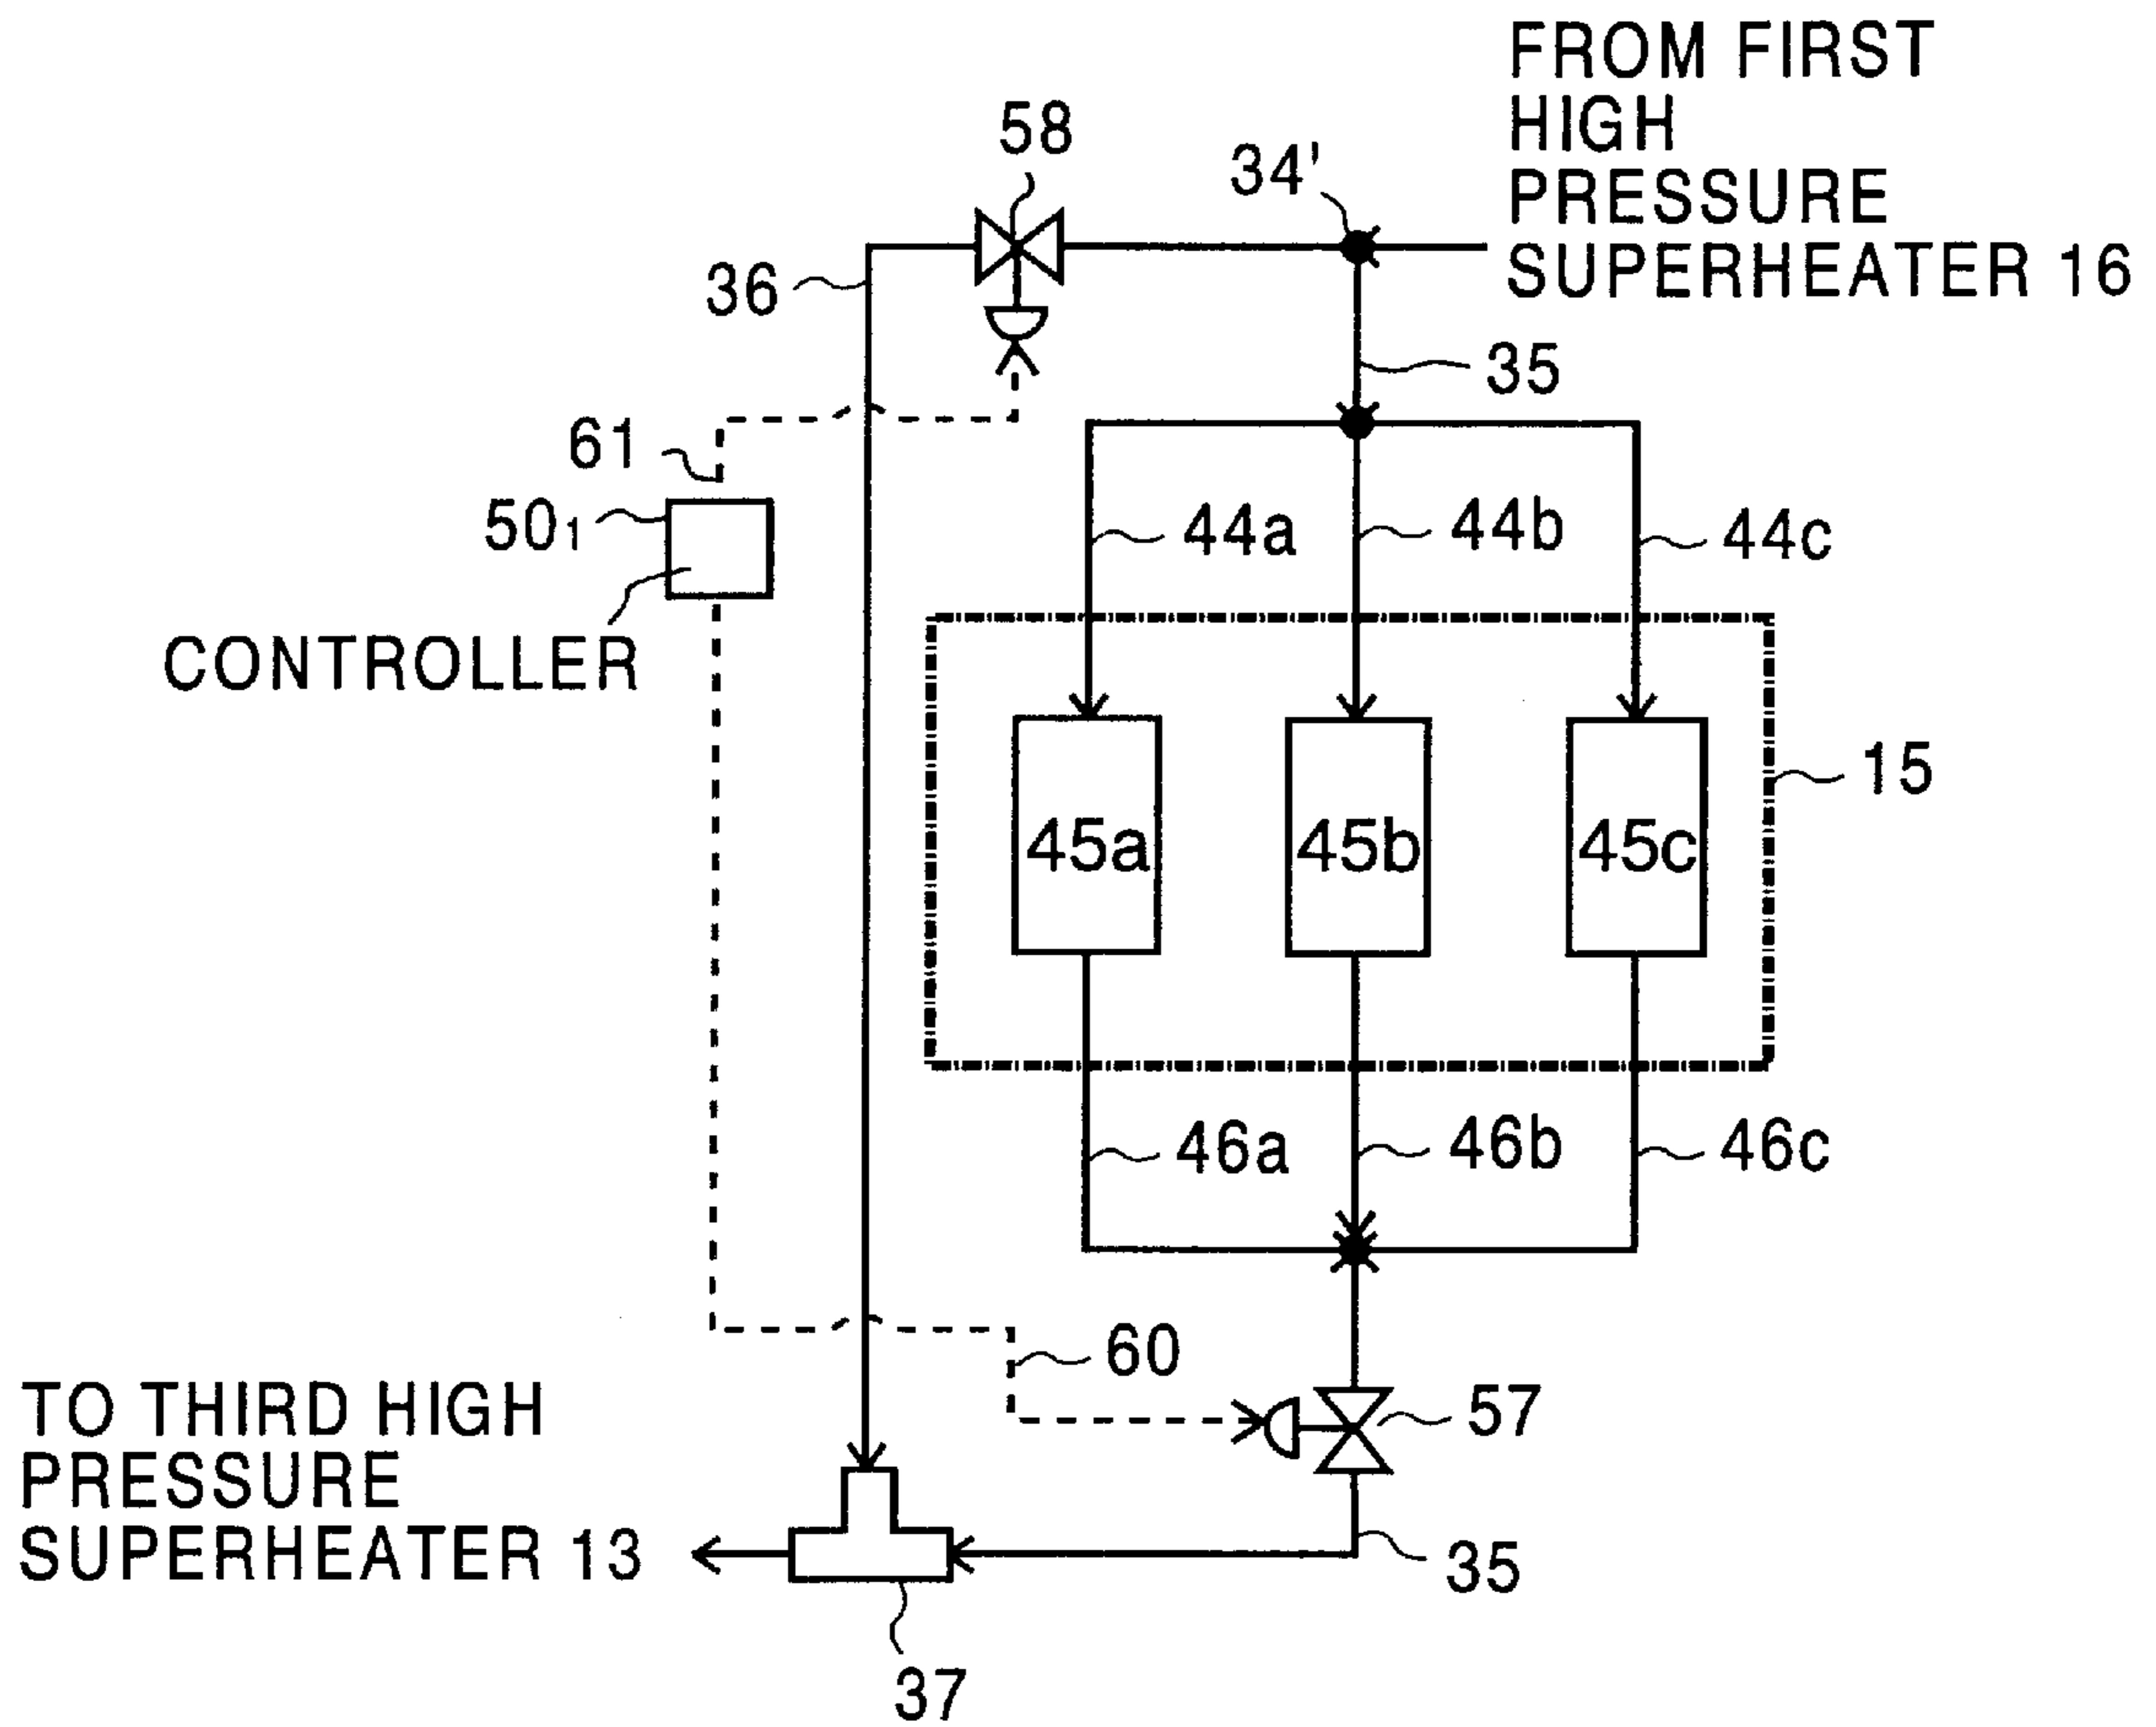 FROM FIRST
HIGH
PRESSURE
SUPERHEATER 16
58
34'
36
35
61
50₁
44a
44b
44c
CONTROLLER
15
45a
45b
45c
46a
46b
46c
60
57
TO THIRD HIGH
PRESSURE
SUPERHEATER 13
35
37